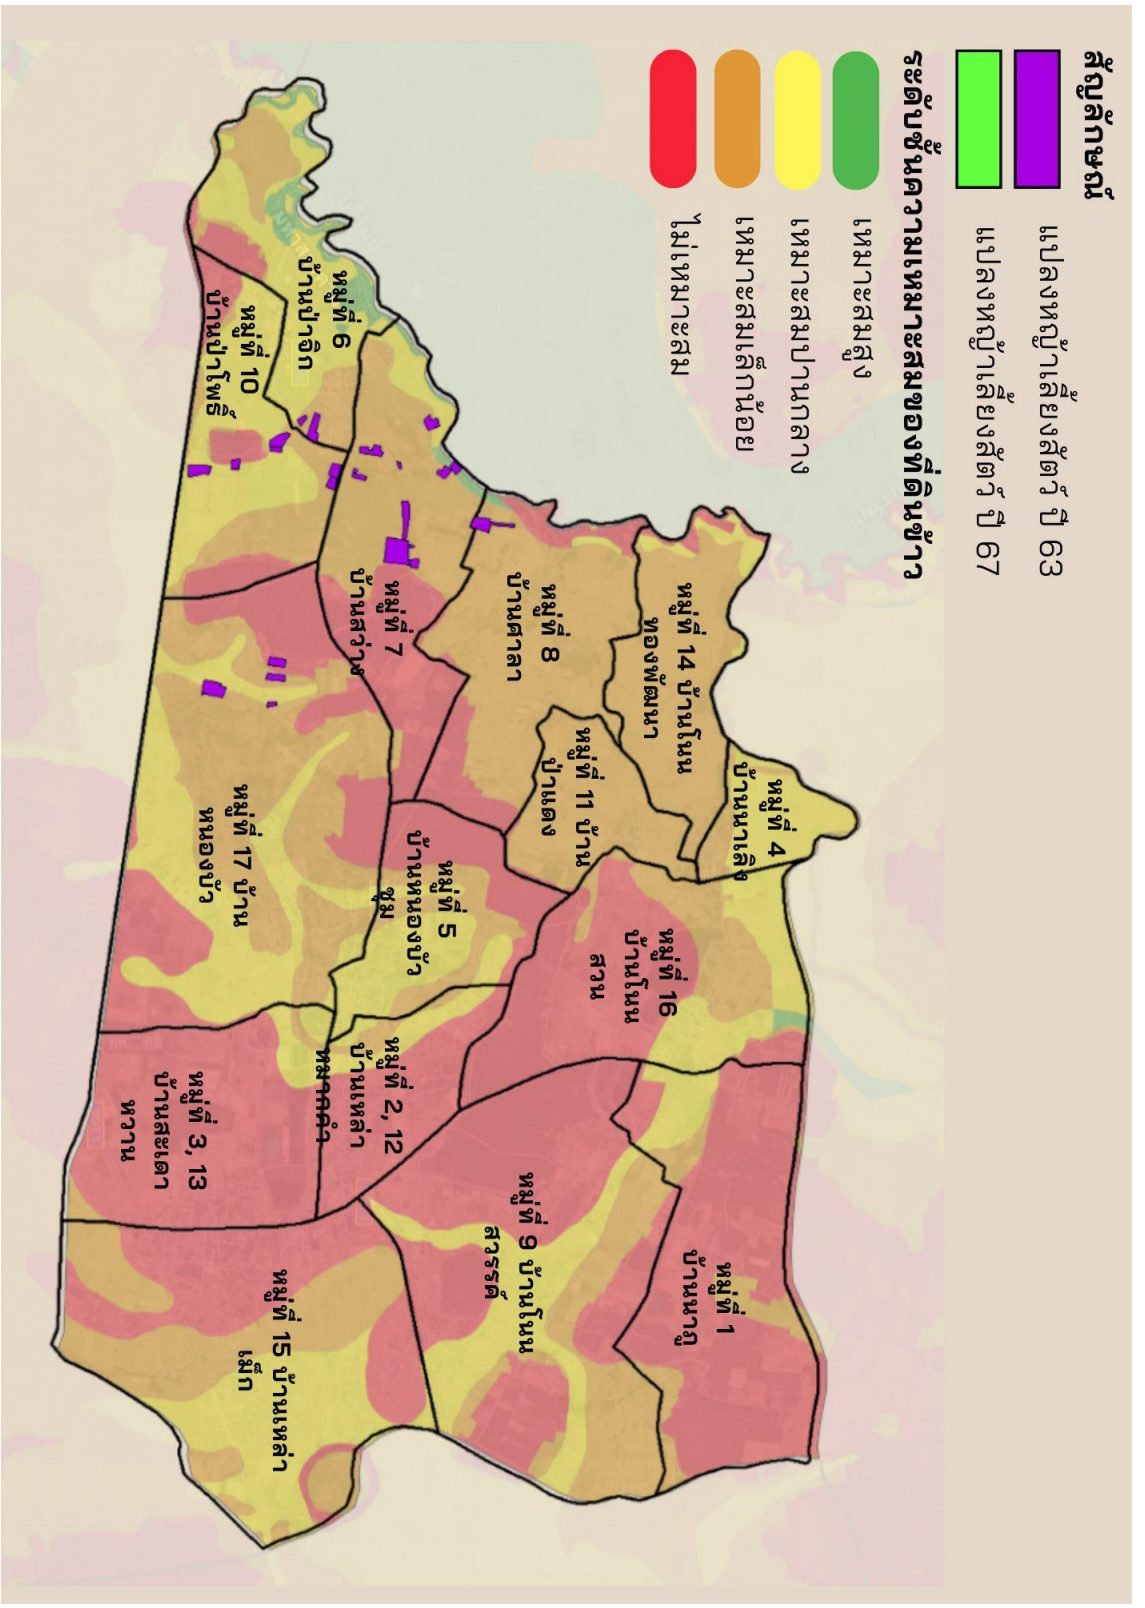 สัญลักษณ์
แปลงหญ้าเลี้ยงสัตว์ ปี 63
แปลงหญ้าเลี้ยงสัตว์ ปี 67
ระดับชั้นความเหมาะสมของที่ดินข้าว
เหมาะสมสูง
เหมาะสมปานกลาง
เหมาะสมเล็กน้อย
ไม่เหมาะสม
หมู่ที่ 6
บ้านป่าจิก
หมู่ที่ 10
บ้านป่าโพธิ์
หมู่ที่ 7
บ้านสว่าง
หมู่ที่ 8
บ้านศาลา
หมู่ที่ 14 บ้านโนน
ทองพัฒนา
หมู่ที่ 11 บ้าน
ป่าแดง
หมู่ที่ 4
บ้านนาเลิง
หมู่ที่ 17 บ้าน
หนองบัว
หมู่ที่ 5
บ้านหนองบัว
ชุม
หมู่ที่ 16
บ้านโนน
สวน
หมู่ที่ 2, 12
บ้านเหล่า
หมากคำ
หมู่ที่ 3, 13
บ้านสะเดา
หวาน
หมู่ที่ 9 บ้านโนน
สวรรค์
หมู่ที่ 1
บ้านนาภู
หมู่ที่ 15 บ้านเหล่า
เม็ก